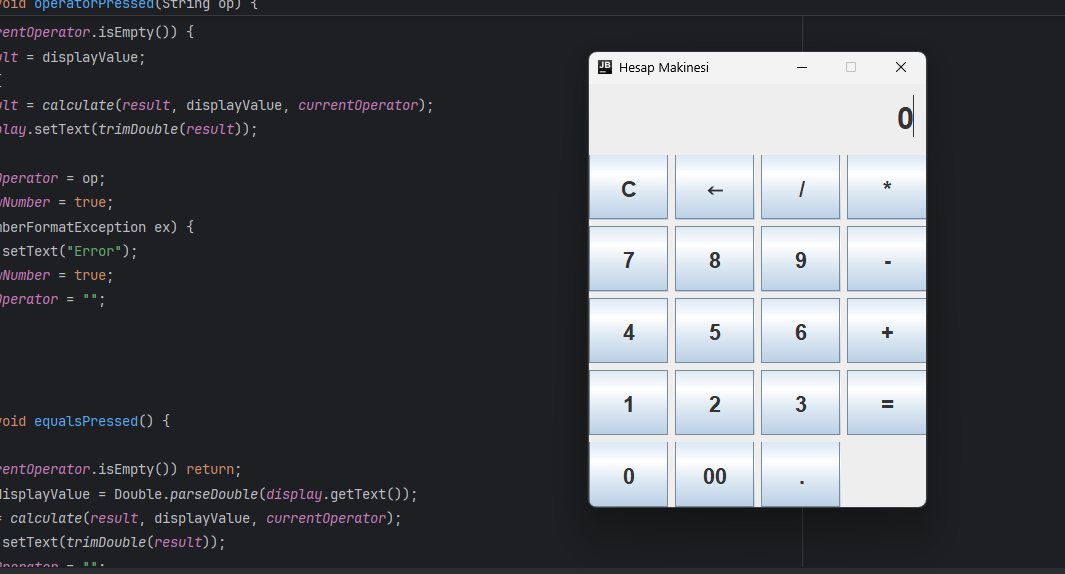 void operatorPressed(String op) {
rentOperator.isEmpty()) {
ult = displayValue;
{
ult = calculate(result, displayValue, currentOperator);
play.setText(trimDouble(result));
Operator = op;
wNumber = true;
mberFormatException ex) {
.setText("Error");
wNumber = true;
Operator = "";
void equalsPressed() {
rentOperator.isEmpty()) return;
displayValue = Double.parseDouble(display.getText());
= calculate(result, displayValue, currentOperator);
.setText(trimDouble(result));
Operator = "";
JB Hesap Makinesi
0
C ← / *
7 8 9 -
4 5 6 +
1 2 3 =
0 00 .